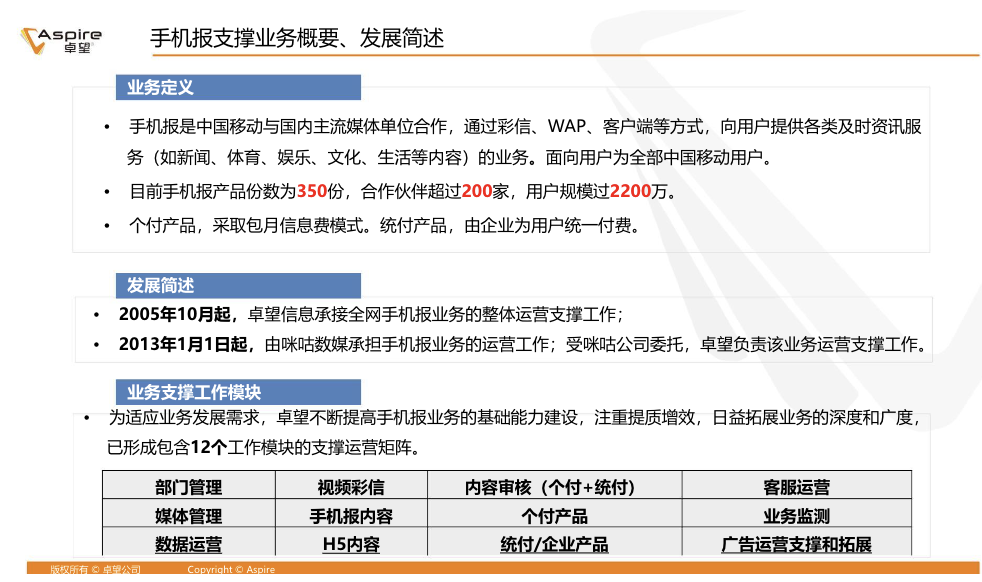 Aspire
卓望
手机报支撑业务概要、发展简述
业务定义
• 手机报是中国移动与国内主流媒体单位合作，通过彩信、WAP、客户端等方式，向用户提供各类及时资讯服
务（如新闻、体育、娱乐、文化、生活等内容）的业务。面向用户为全部中国移动用户。
• 目前手机报产品份数为350份，合作伙伴超过200家，用户规模过2200万。
• 个付产品，采取包月信息费模式。统付产品，由企业为用户统一付费。
发展简述
• 2005年10月起，卓望信息承接全网手机报业务的整体运营支撑工作；
• 2013年1月1日起，由咪咕数媒承担手机报业务的运营工作；受咪咕公司委托，卓望负责该业务运营支撑工作。
业务支撑工作模块
• 为适应业务发展需求，卓望不断提高手机报业务的基础能力建设，注重提质增效，日益拓展业务的深度和广度，
已形成包含12个工作模块的支撑运营矩阵。
部门管理 视频彩信 内容审核（个付+统付） 客服运营
媒体管理 手机报内容 个付产品 业务监测
数据运营 H5内容 统付/企业产品 广告运营支撑和拓展
版权所有 © 卓望公司 Copyright © Aspire